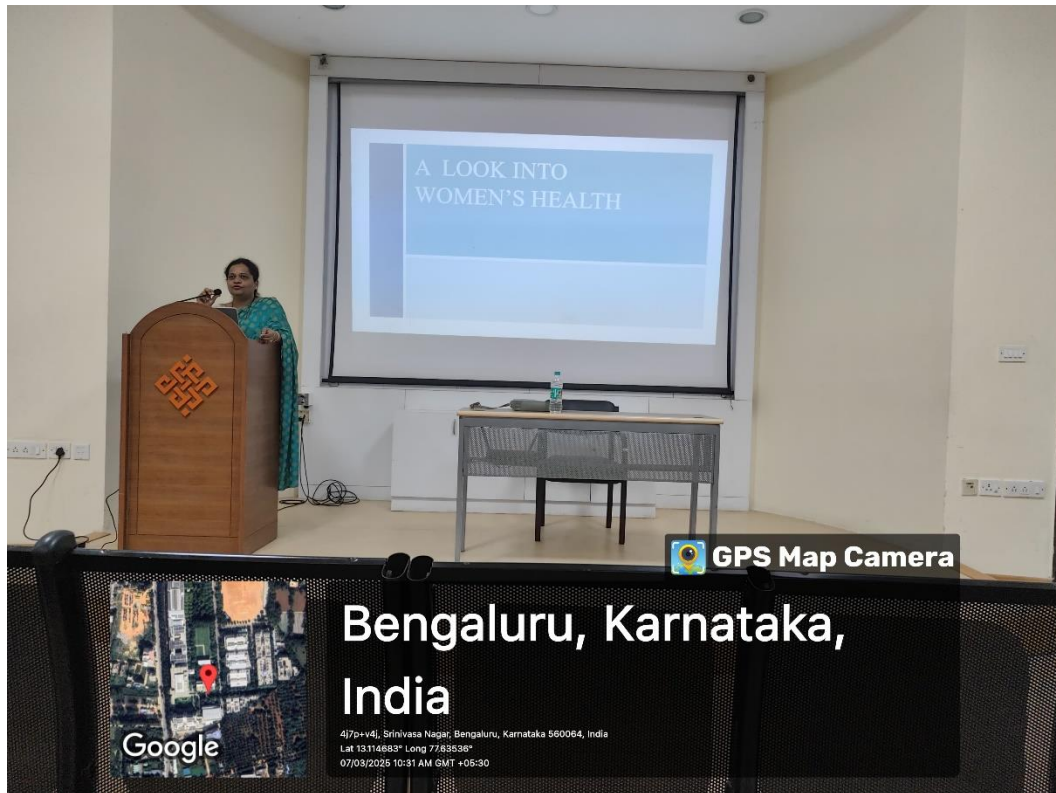 A LOOK INTO
WOMEN'S HEALTH
GPS Map Camera
Bengaluru, Karnataka,
India
4j7p+v4j, Srinivasa Nagar, Bengaluru, Karnataka 560064, India
Lat 13.114683° Long 77.63536°
07/03/2025 10:31 AM GMT +05:30
Google